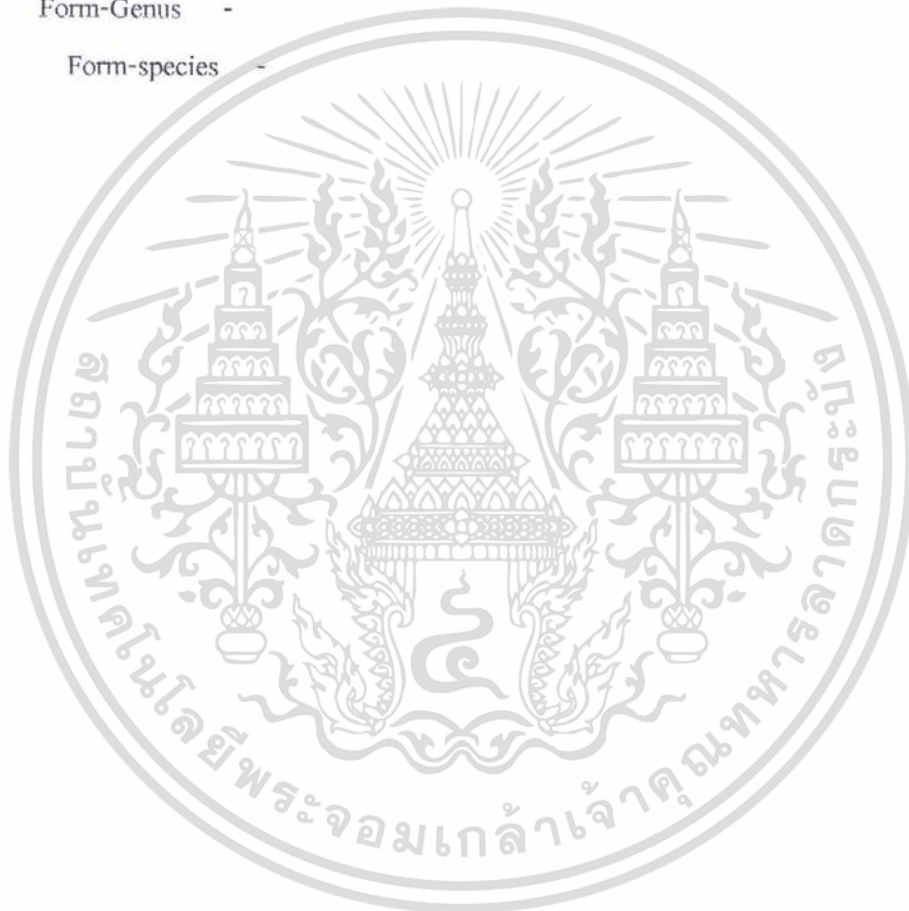 Form-Genus -
Form-species -
สถาบันเทคโนโลยีพระจอมเกล้าเจ้าคุณทหารลาดกระบัง
๔